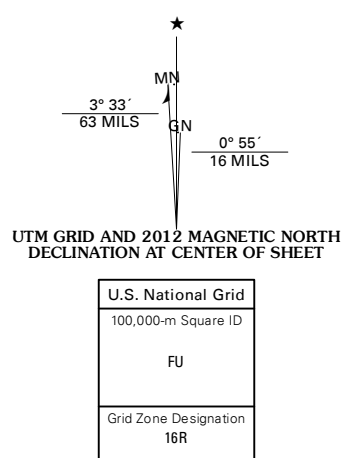 ★
MN
3° 33´
63 MILS
GN
0° 55´
16 MILS
UTM GRID AND 2012 MAGNETIC NORTH
DECLINATION AT CENTER OF SHEET
U.S. National Grid
100,000-m Square ID
FU
Grid Zone Designation
16R